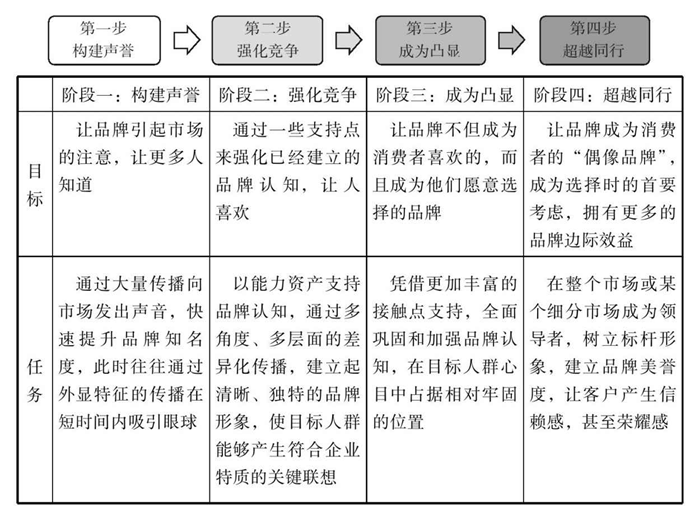 第一步
构建声誉
第二步
强化竞争
第三步
成为凸显
第四步
超越同行
阶段一：构建声誉
阶段二：强化竞争
阶段三：成为凸显
阶段四：超越同行
目标
让品牌引起市场
的注意，让更多人
知道
通过一些支持点
来强化已经建立的
品牌认知，让人
喜欢
让品牌不但成为
消费者喜欢的，而
且成为他们愿意选
择的品牌
让品牌成为消费
者的“偶像品牌”，
成为选择时的首要
考虑，拥有更多的
品牌边际效益
任务
通过大量传播向
市场发出声音，快
速提升品牌知名
度，此时往往通过
外显特征的传播在
短时间内吸引眼球
以能力资产支持
品牌认知，通过多
角度、多层面的差
异化传播，建立起
清晰、独特的品牌
形象，使目标人群
能够产生符合企业
特质的关键联想
凭借更加丰富的
接触点支持，全面
巩固和加强品牌认
知，在目标人群心
目中占据相对牢固
的位置
在整个市场或某
个细分市场成为领
导者，树立标杆形
象，建立品牌美誉
度，让客户产生信
赖感，甚至荣耀感